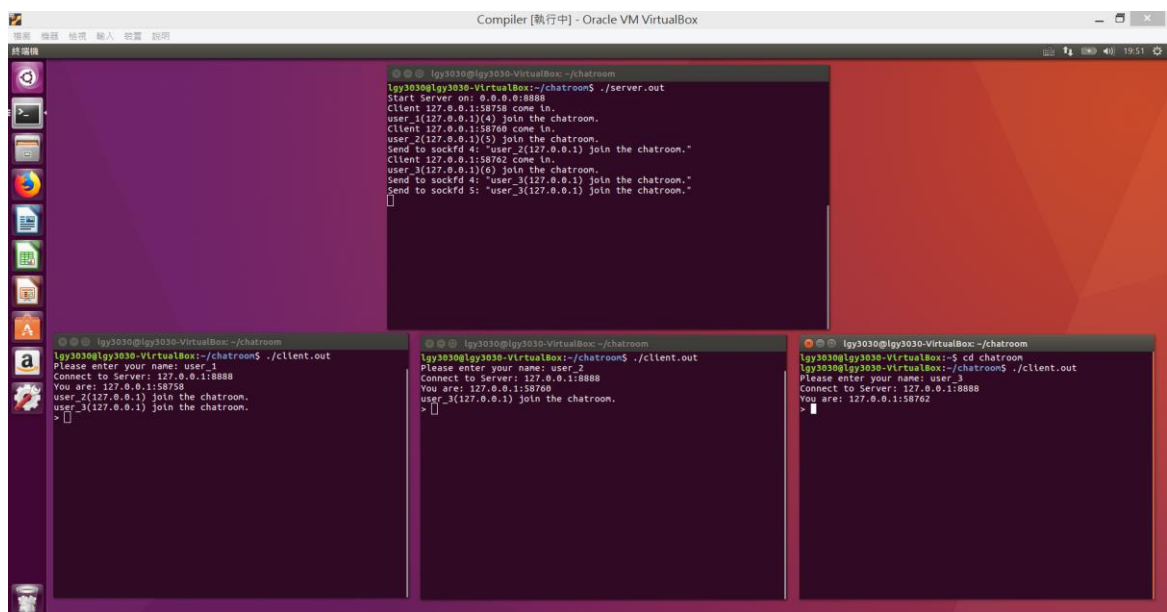 Compiler [執行中] - Oracle VM VirtualBox
檔案 機器 檢視 輸入 裝置 說明
終端機
19:51
lgy3030@lgy3030-VirtualBox: ~/chatroom
lgy3030@lgy3030-VirtualBox:~/chatroom$ ./server.out
Start Server on: 0.0.0.0:8888
Client 127.0.0.1:58758 come in.
user_1(127.0.0.1)(4) join the chatroom.
Client 127.0.0.1:58760 come in.
user_2(127.0.0.1)(5) join the chatroom.
Send to sockfd 4: "user_2(127.0.0.1) join the chatroom."
Client 127.0.0.1:58762 come in.
user_3(127.0.0.1)(6) join the chatroom.
Send to sockfd 4: "user_3(127.0.0.1) join the chatroom."
Send to sockfd 5: "user_3(127.0.0.1) join the chatroom."
lgy3030@lgy3030-VirtualBox: ~/chatroom
lgy3030@lgy3030-VirtualBox:~/chatroom$ ./client.out
Please enter your name: user_1
Connect to Server: 127.0.0.1:8888
You are: 127.0.0.1:58758
user_2(127.0.0.1) join the chatroom.
user_3(127.0.0.1) join the chatroom.
>
lgy3030@lgy3030-VirtualBox: ~/chatroom
lgy3030@lgy3030-VirtualBox:~/chatroom$ ./client.out
Please enter your name: user_2
Connect to Server: 127.0.0.1:8888
You are: 127.0.0.1:58760
user_3(127.0.0.1) join the chatroom.
>
lgy3030@lgy3030-VirtualBox: ~/chatroom
lgy3030@lgy3030-VirtualBox:~$ cd chatroom
lgy3030@lgy3030-VirtualBox:~/chatroom$ ./client.out
Please enter your name: user_3
Connect to Server: 127.0.0.1:8888
You are: 127.0.0.1:58762
>